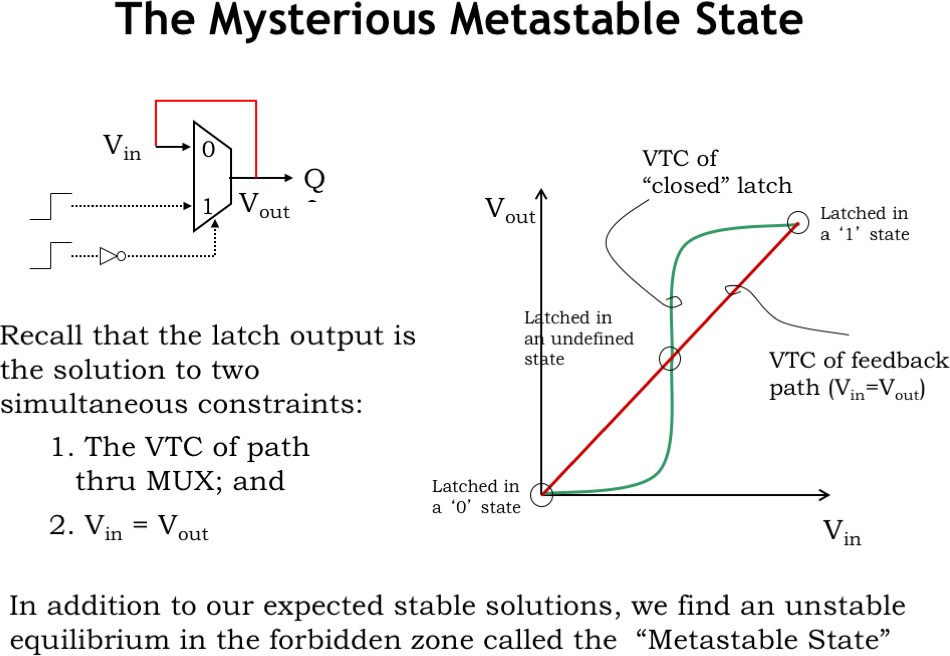 The Mysterious Metastable State
Vin
0
1
Vout
Q
Recall that the latch output is
the solution to two
simultaneous constraints:
1. The VTC of path
thru MUX; and
2. Vin = Vout
VTC of
“closed” latch
Vout
Latched in
a ‘1’ state
Latched in
an undefined
state
VTC of feedback
path (Vin=Vout)
Latched in
a ‘0’ state
Vin
In addition to our expected stable solutions, we find an unstable
equilibrium in the forbidden zone called the “Metastable State”